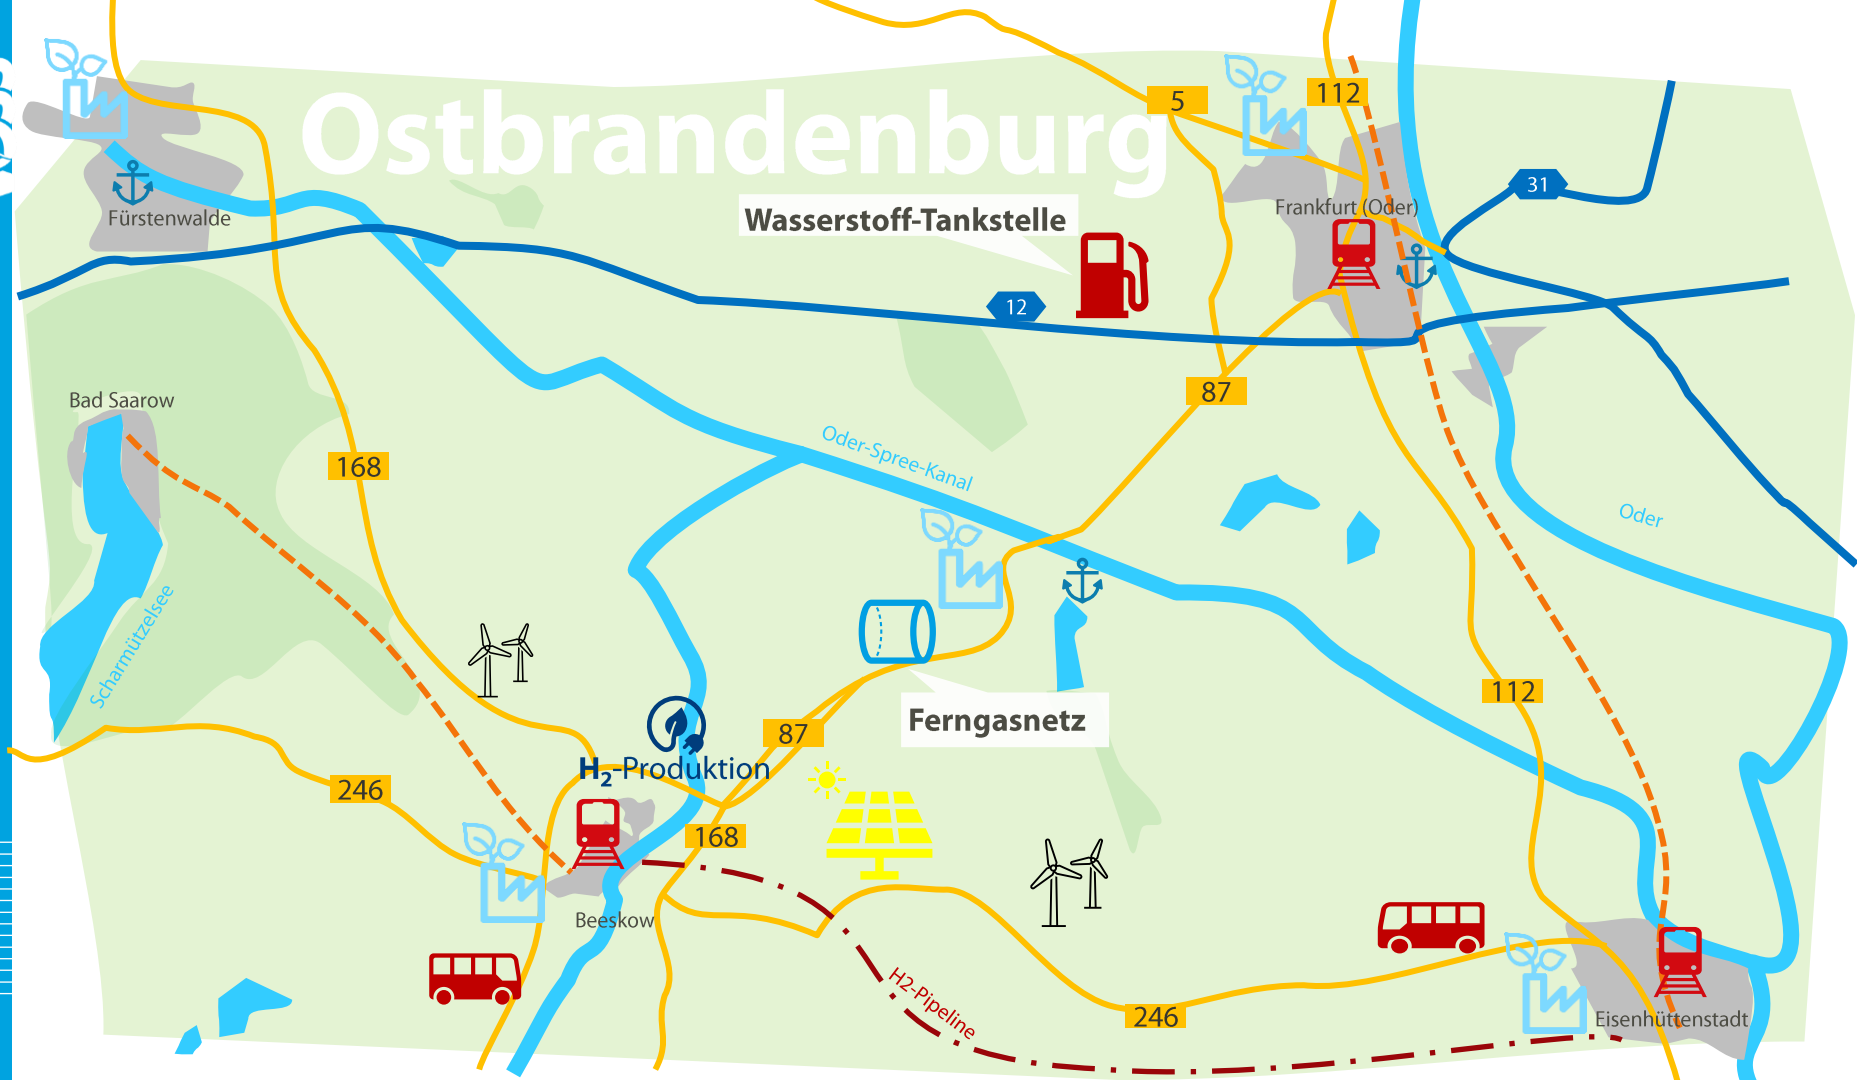 5
112
Ostbrandenburg
31
Fürstenwalde
Wasserstoff-Tankstelle
Frankfurt (Oder)
12
Bad Saarow
87
168
Oder-Spree-Kanal
Oder
Scharmützelsee
112
Ferngasnetz
87
H₂-Produktion
246
168
Beeskow
H2-Pipeline
246
Eisenhüttenstadt